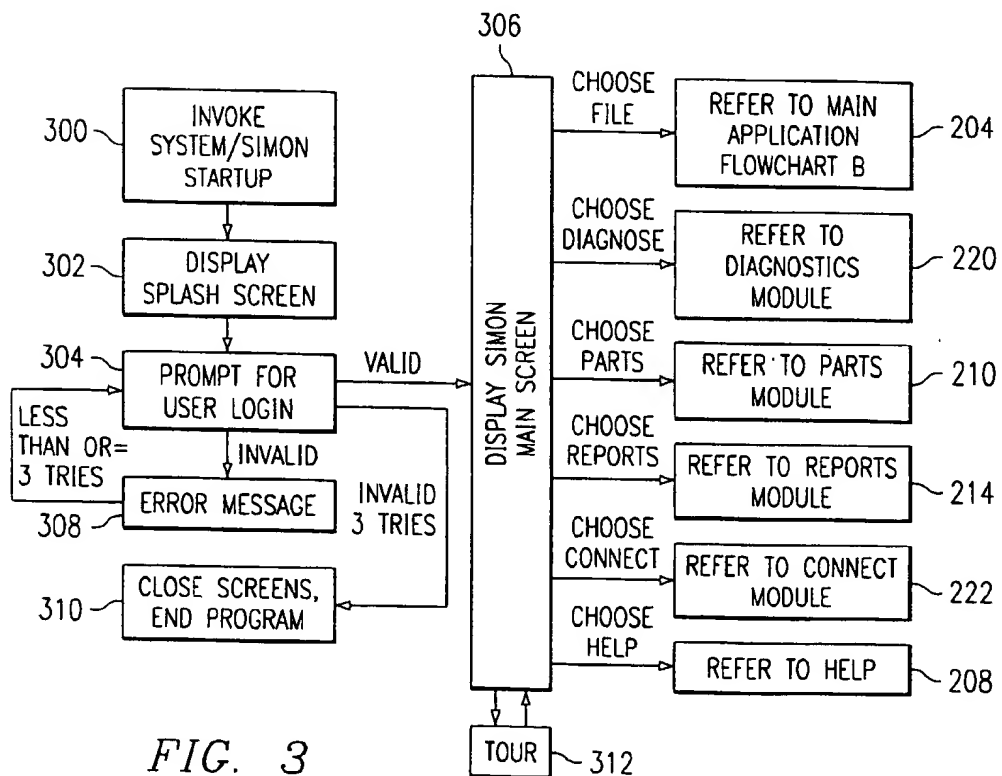 306
300
INVOKE
SYSTEM/SIMON
STARTUP
302
DISPLAY
SPLASH SCREEN
304
PROMPT FOR
USER LOGIN
VALID
LESS
THAN OR=
3 TRIES
INVALID
INVALID
3 TRIES
308
ERROR MESSAGE
310
CLOSE SCREENS,
END PROGRAM
DISPLAY SIMON
MAIN SCREEN
CHOOSE
FILE
REFER TO MAIN
APPLICATION
FLOWCHART B
204
CHOOSE
DIAGNOSE
REFER TO
DIAGNOSTICS
MODULE
220
CHOOSE
PARTS
REFER TO PARTS
MODULE
210
CHOOSE
REPORTS
REFER TO REPORTS
MODULE
214
CHOOSE
CONNECT
REFER TO CONNECT
MODULE
222
CHOOSE
HELP
REFER TO HELP
208
TOUR
312
FIG. 3